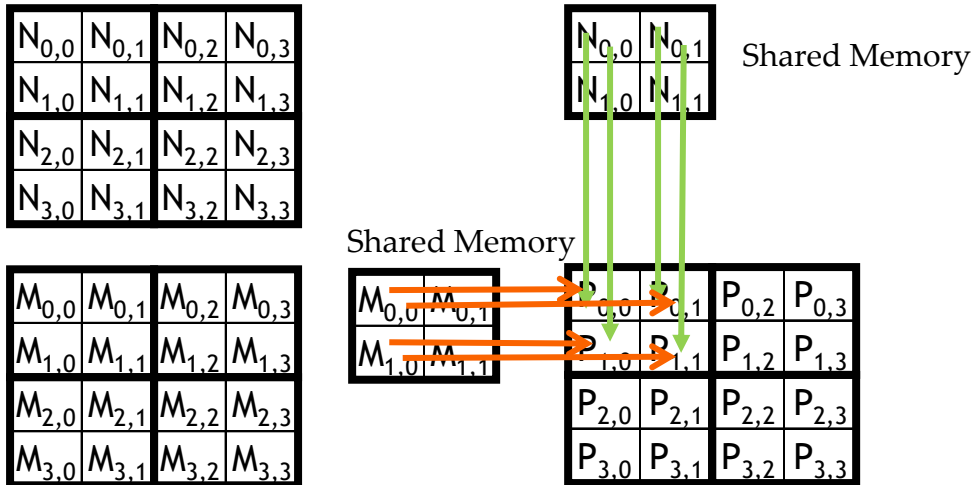 N0,0 N0,1 N0,2 N0,3
N1,0 N1,1 N1,2 N1,3
N2,0 N2,1 N2,2 N2,3
N3,0 N3,1 N3,2 N3,3
N0,0 N0,1
N1,0 N1,1
Shared Memory
Shared Memory
M0,0 M0,1 M0,2 M0,3
M1,0 M1,1 M1,2 M1,3
M2,0 M2,1 M2,2 M2,3
M3,0 M3,1 M3,2 M3,3
M0,0 M0,1
M1,0 M1,1
P0,0 P0,1 P0,2 P0,3
P1,0 P1,1 P1,2 P1,3
P2,0 P2,1 P2,2 P2,3
P3,0 P3,1 P3,2 P3,3